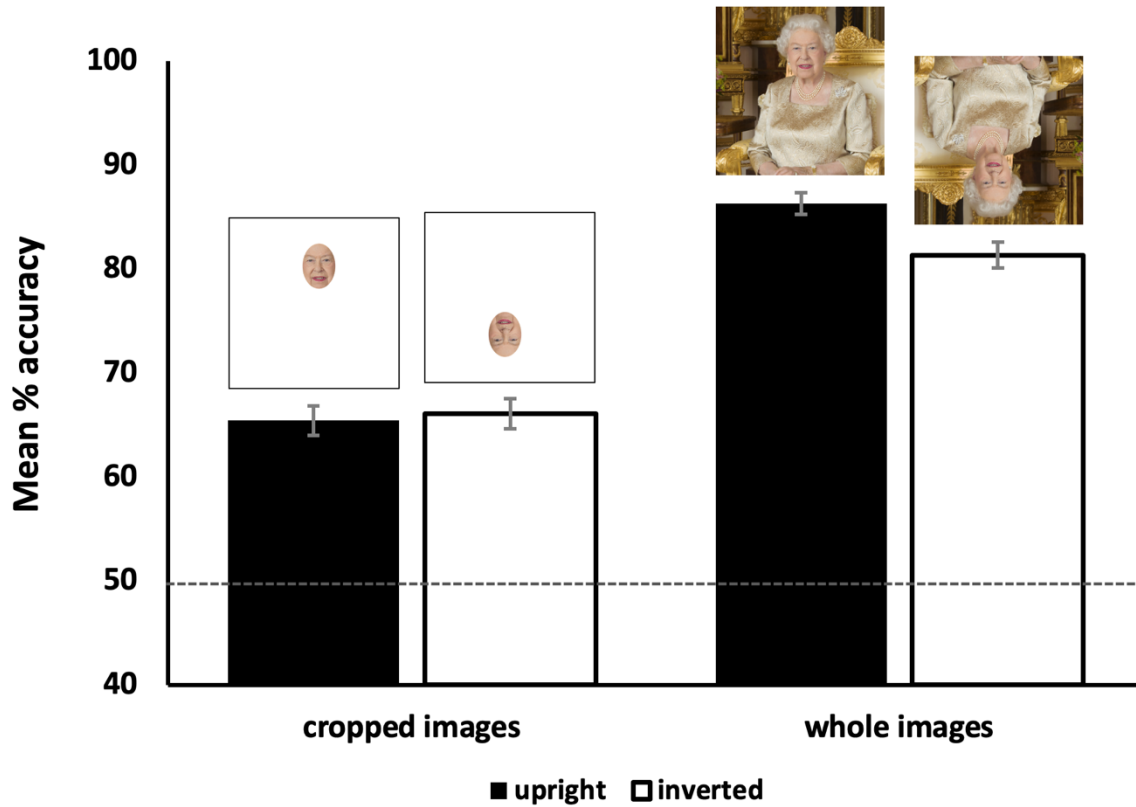 Mean % accuracy
100
90
80
70
60
50
40
cropped images
whole images
upright
inverted